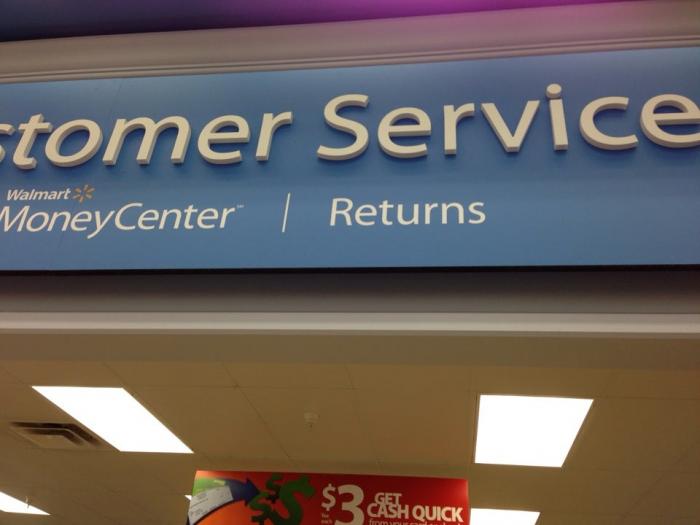 stomer Service
Walmart
MoneyCenter | Returns
$3 GET
CASH QUICK